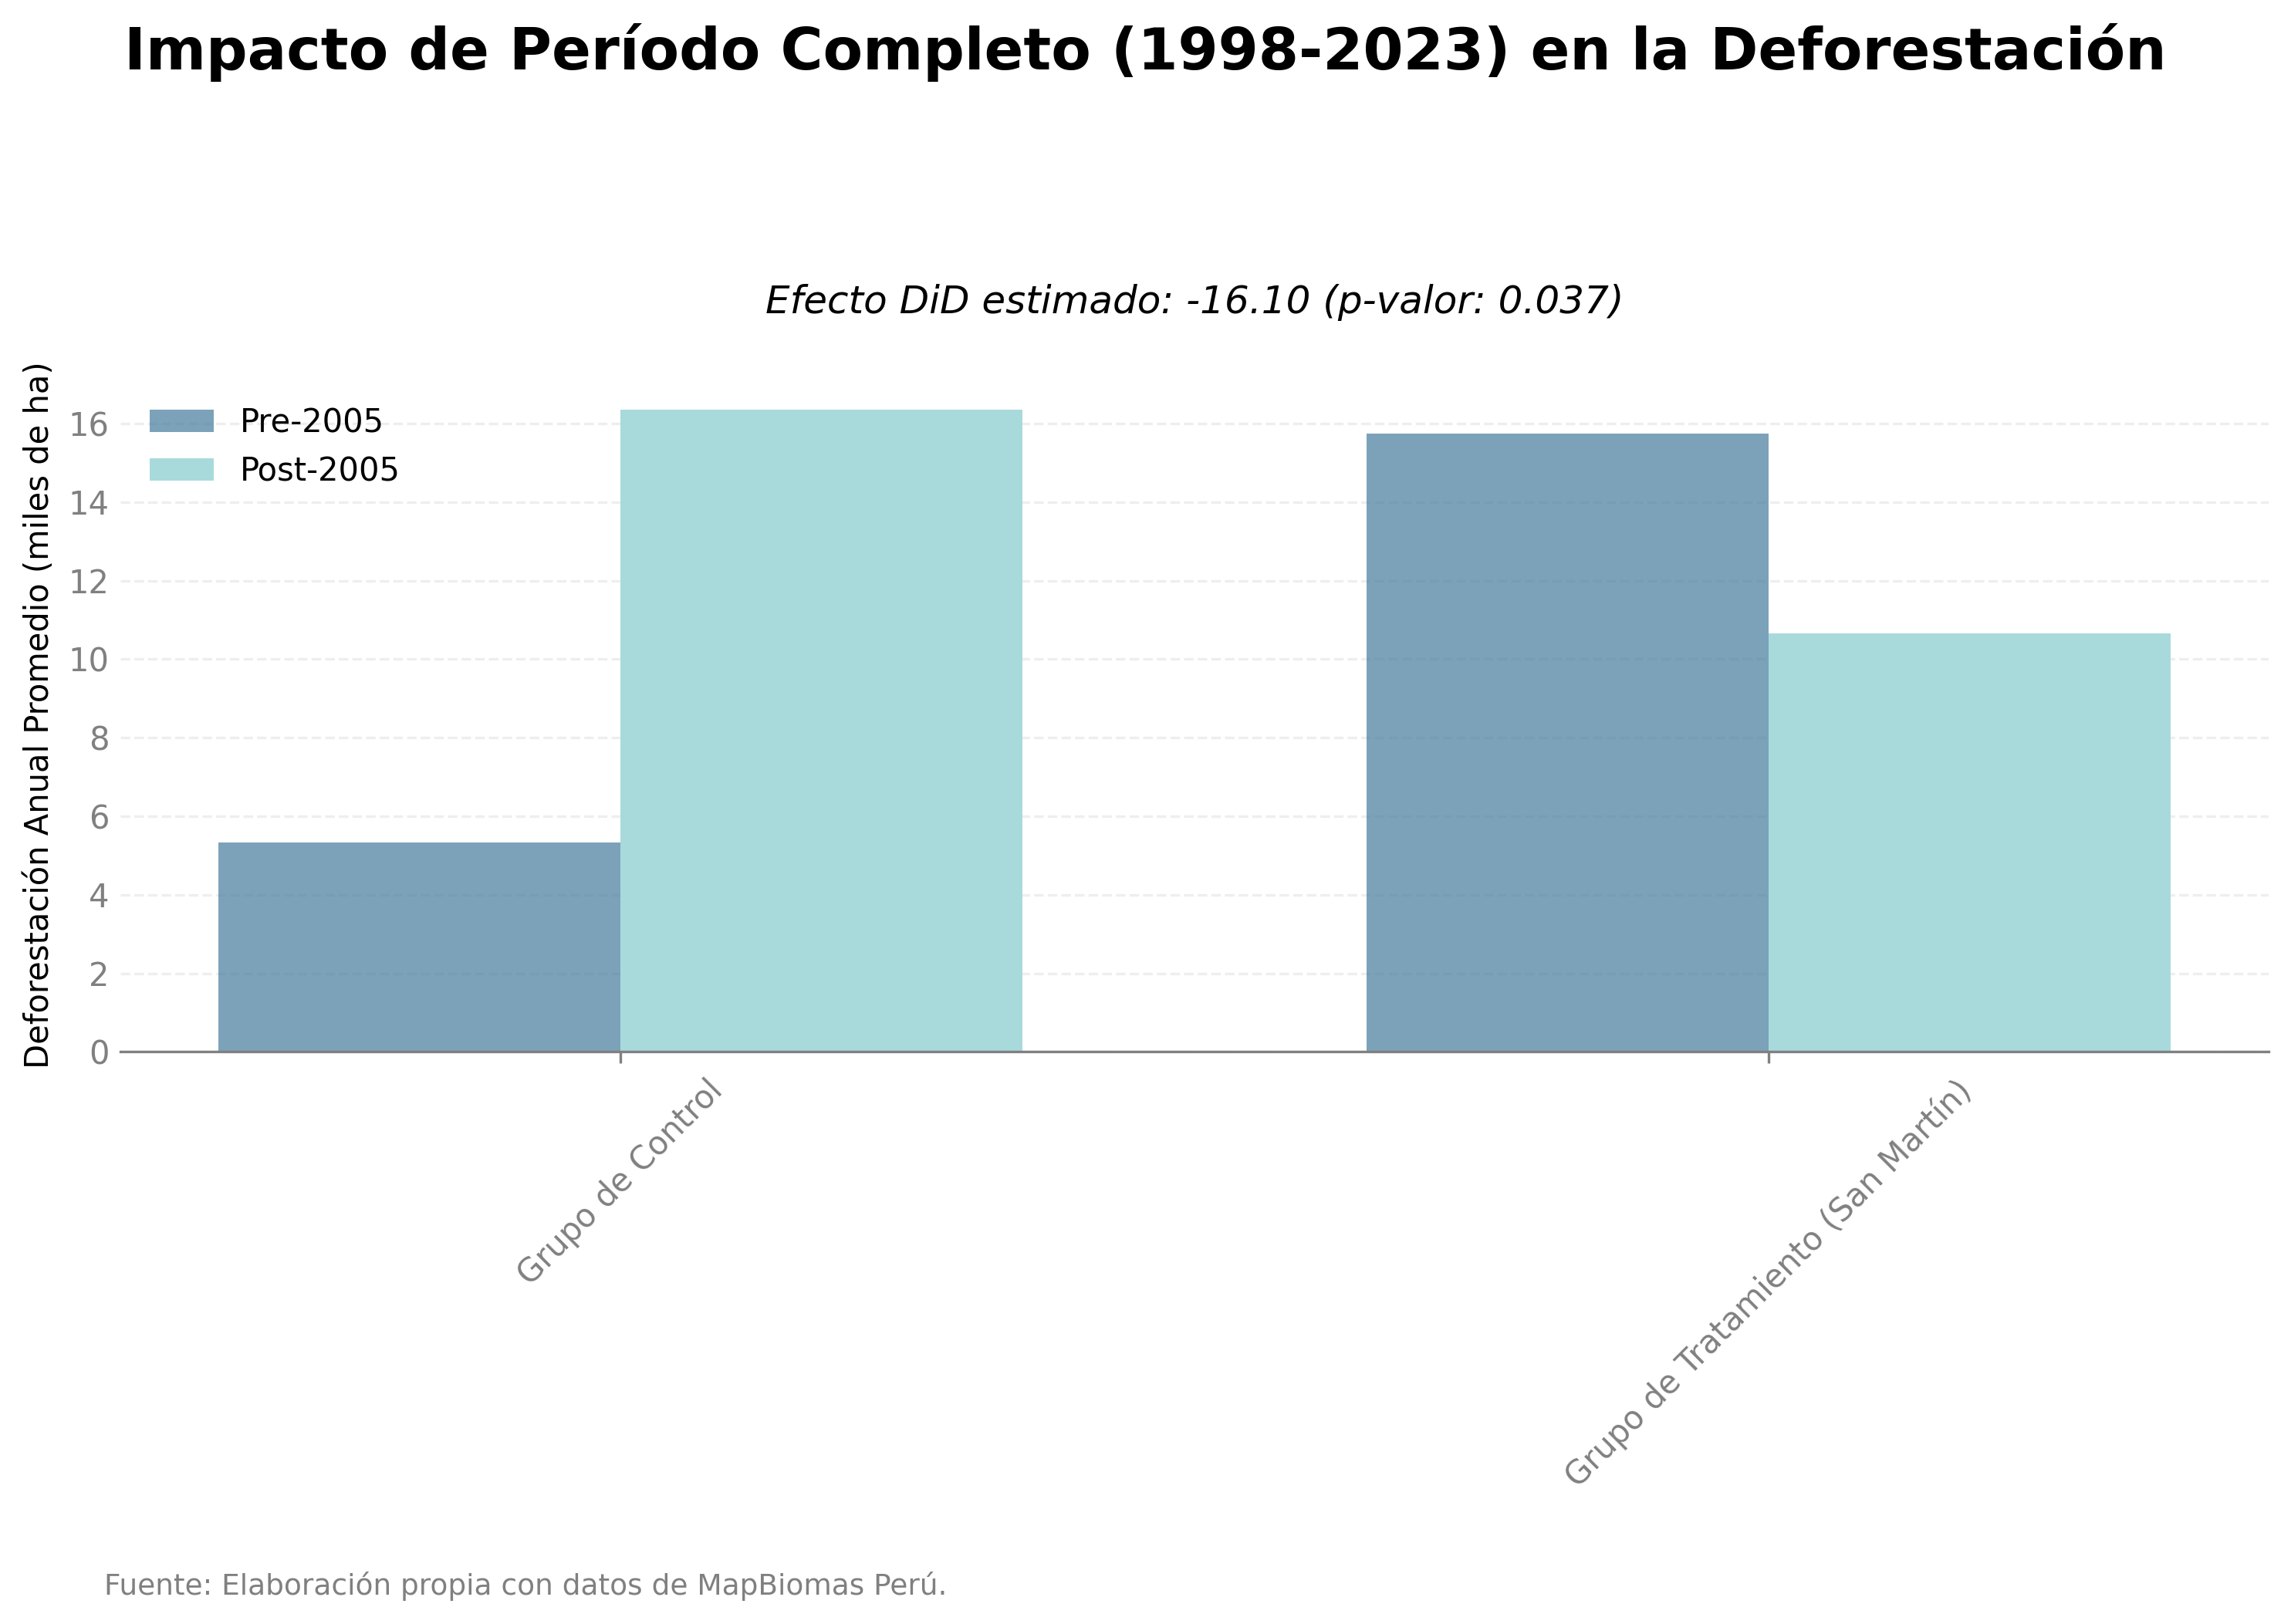 Impacto de Período Completo (1998-2023) en la Deforestación
Efecto DiD estimado: -16.10 (p-valor: 0.037)
Deforestación Anual Promedio (miles de ha)
16
14
12
10
8
6
4
2
0
Pre-2005
Post-2005
Grupo de Control
Grupo de Tratamiento (San Martín)
Fuente: Elaboración propia con datos de MapBiomas Perú.